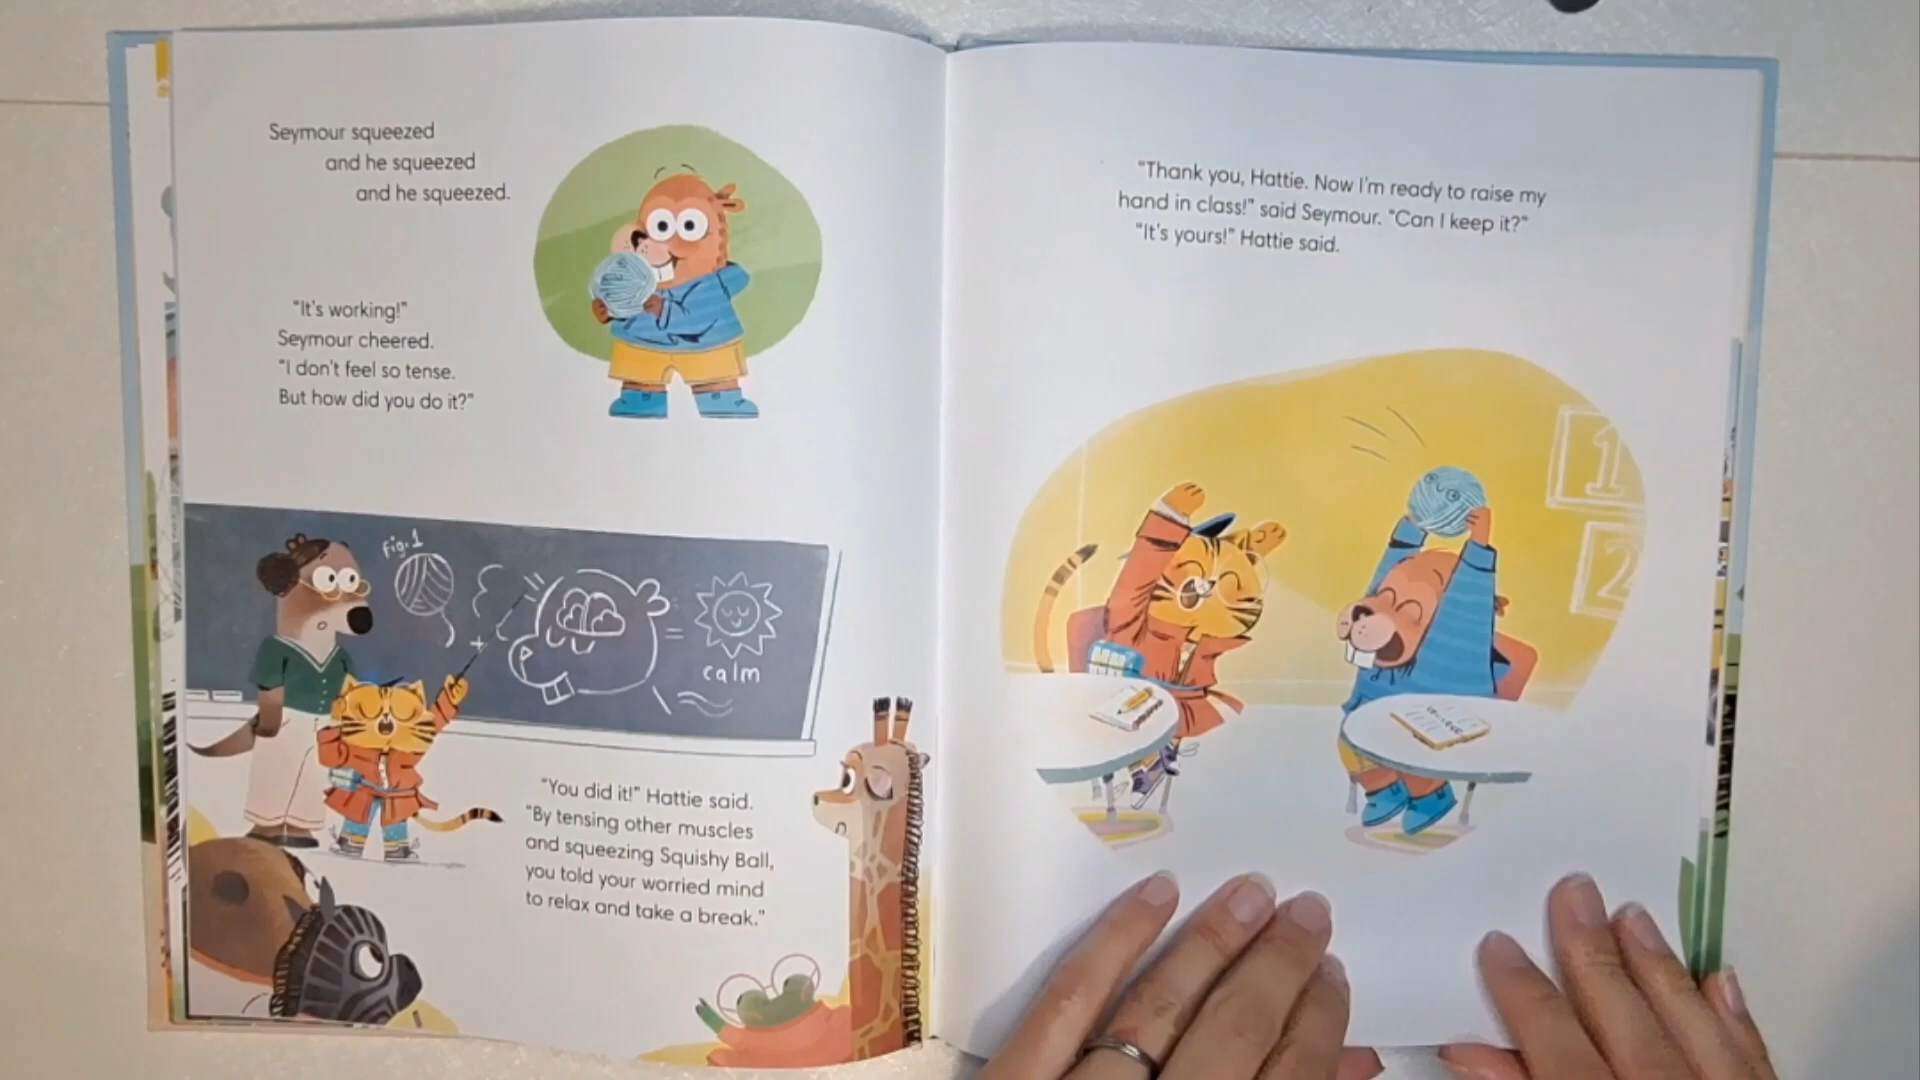 Seymour squeezed
and he squeezed
and he squeezed.
"It's working!"
Seymour cheered.
"I don't feel so tense.
But how did you do it?"
Fig. 1
=
calm
"You did it!" Hattie said.
"By tensing other muscles
and squeezing Squishy Ball,
you told your worried mind
to relax and take a break."
"Thank you, Hattie. Now I'm ready to raise my
hand in class!" said Seymour. "Can I keep it?"
"It's yours!" Hattie said.
1
2